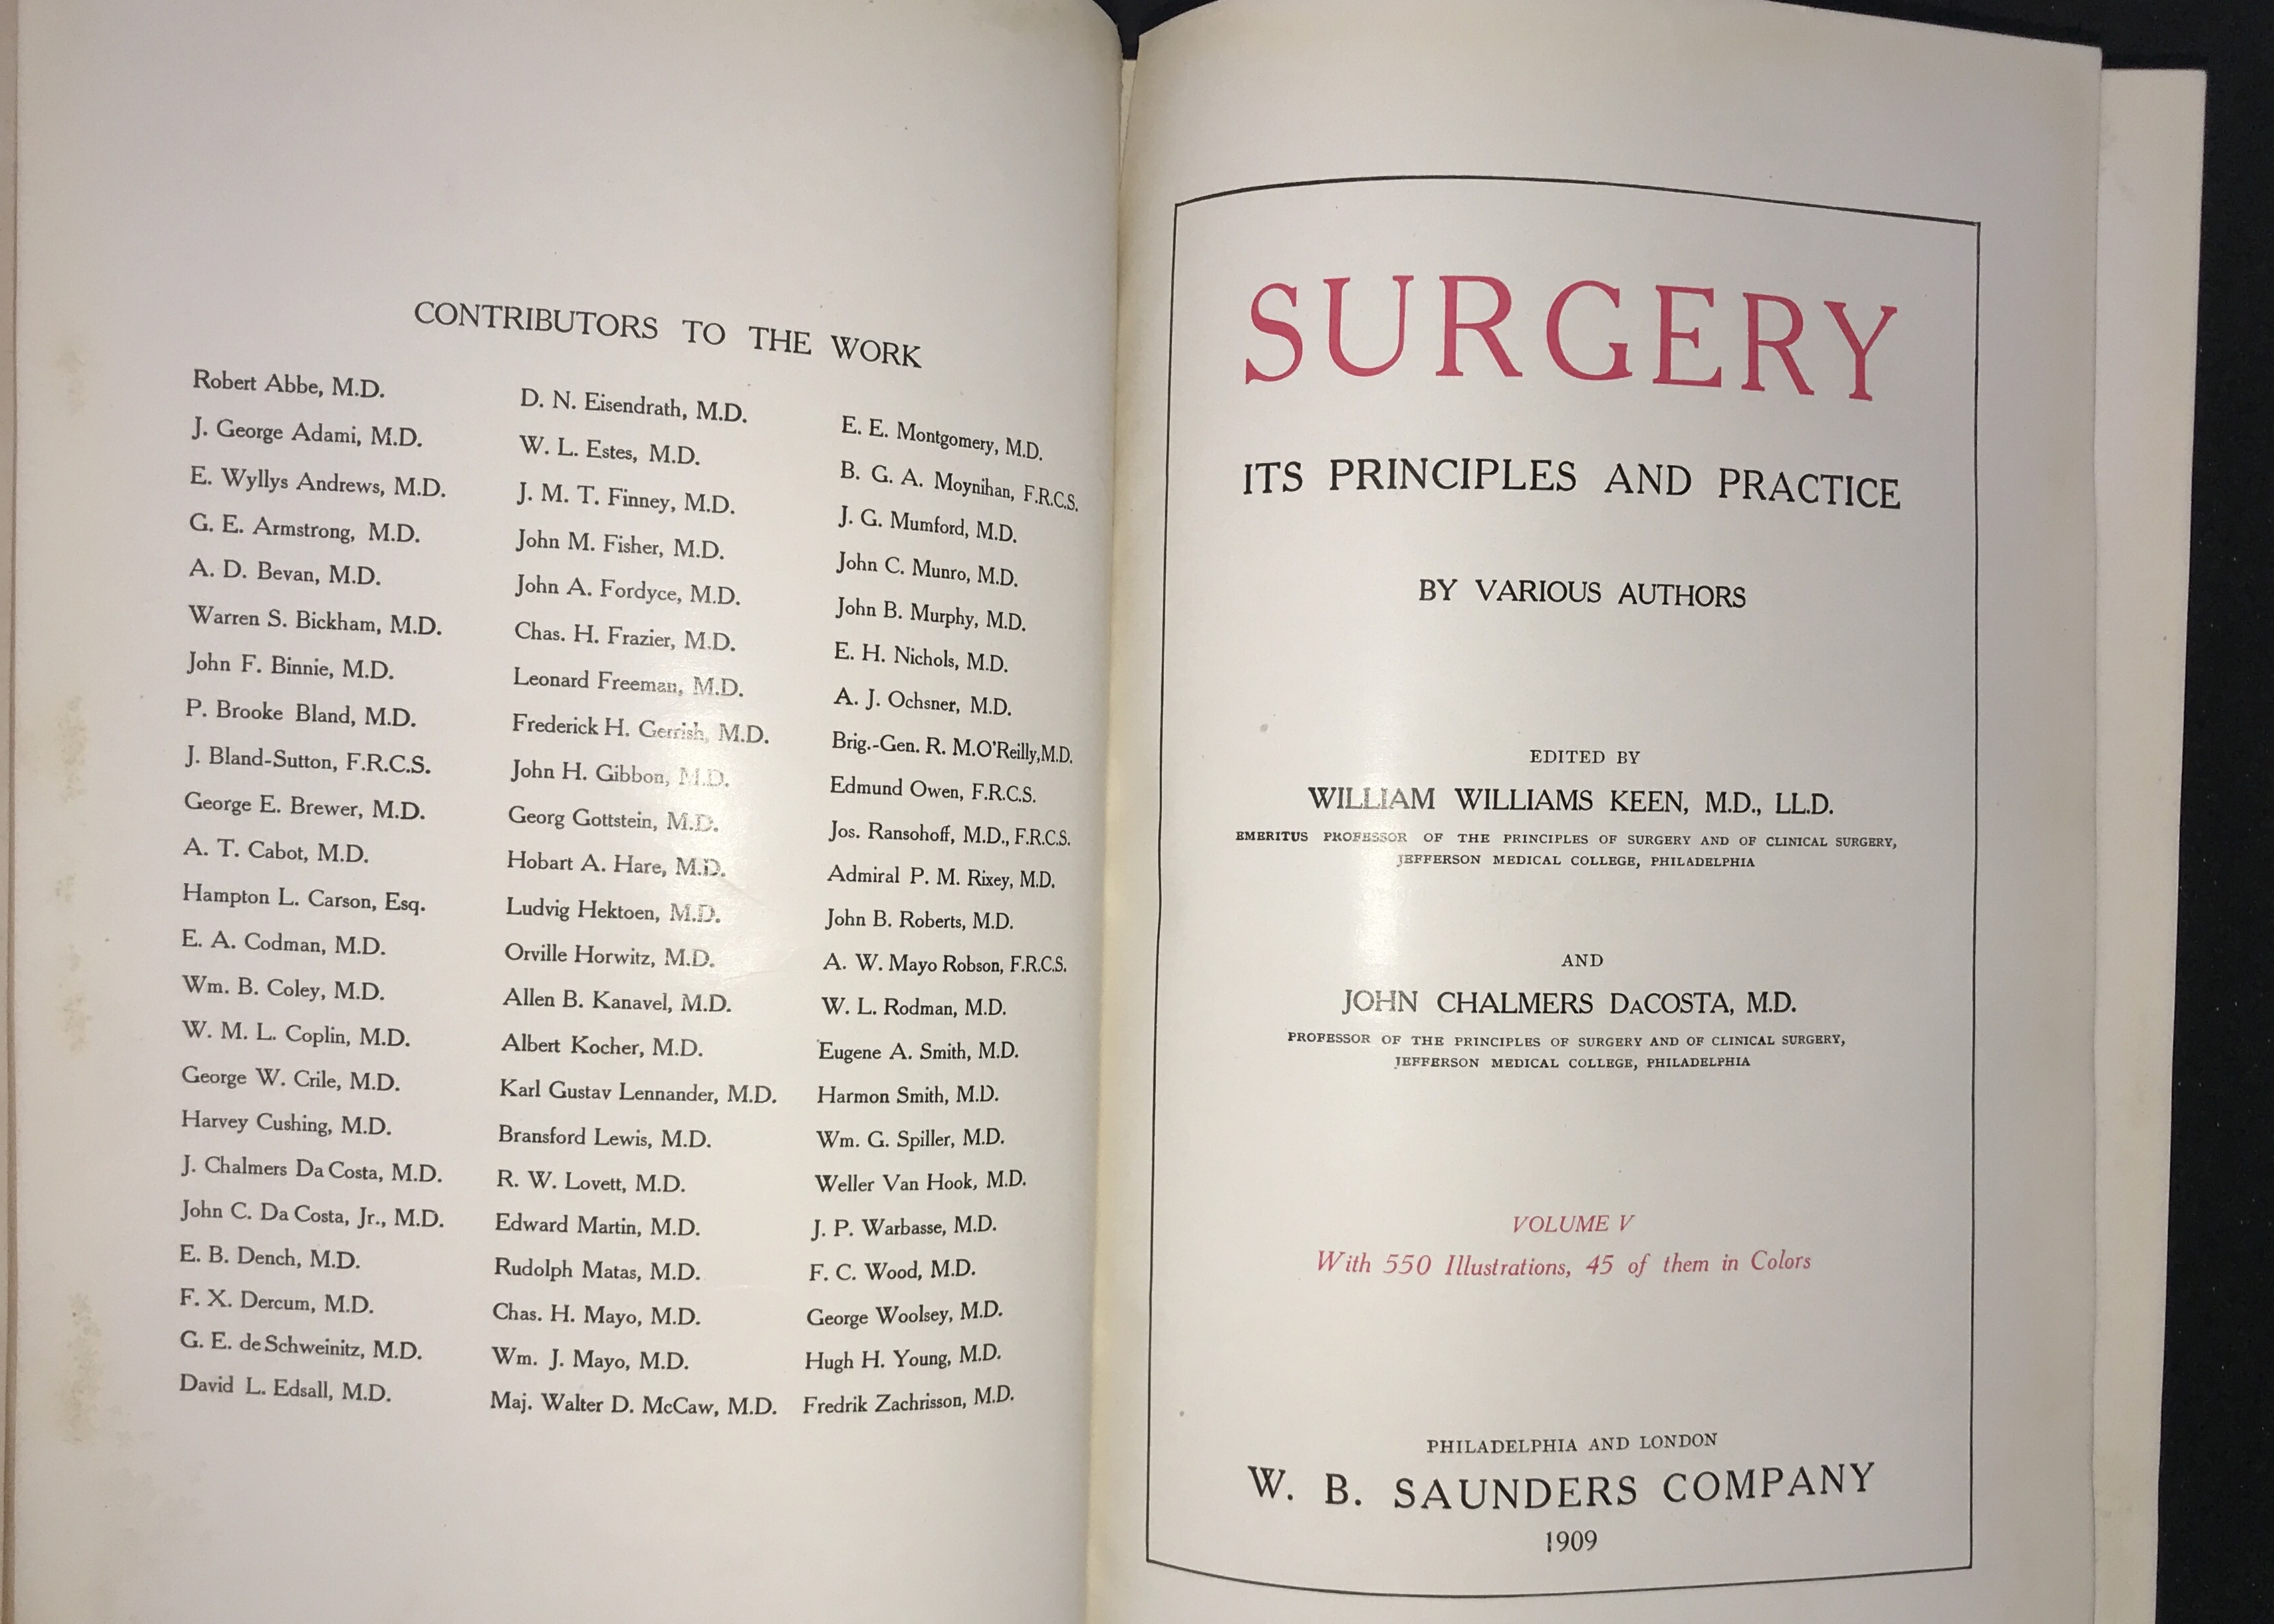 CONTRIBUTORS TO THE WORK
Robert Abbe, M.D.
J. George Adami, M.D.
E. Wyllys Andrews, M.D.
G. E. Armstrong, M.D.
A. D. Bevan, M.D.
Warren S. Bickham, M.D.
John F. Binnie, M.D.
P. Brooke Bland, M.D.
J. Bland-Sutton, F.R.C.S.
George E. Brewer, M.D.
A. T. Cabot, M.D.
Hampton L. Carson, Esq.
E. A. Codman, M.D.
Wm. B. Coley, M.D.
W. M. L. Coplin, M.D.
George W. Crile, M.D.
Harvey Cushing, M.D.
J. Chalmers Da Costa, M.D.
John C. Da Costa, Jr., M.D.
E. B. Dench, M.D.
F. X. Dercum, M.D.
G. E. de Schweinitz, M.D.
David L. Edsall, M.D.
D. N. Eisendrath, M.D.
W. L. Estes, M.D.
J. M. T. Finney, M.D.
John M. Fisher, M.D.
John A. Fordyce, M.D.
Chas. H. Frazier, M.D.
Leonard Freeman, M.D.
Frederick H. Gerrish, M.D.
John H. Gibbon, M.D.
Georg Gottstein, M.D.
Hobart A. Hare, M.D.
Ludvig Hektoen, M.D.
Orville Horwitz, M.D.
Allen B. Kanavel, M.D.
Albert Kocher, M.D.
Karl Gustav Lennander, M.D.
Bransford Lewis, M.D.
R. W. Lovett, M.D.
Edward Martin, M.D.
Rudolph Matas, M.D.
Chas. H. Mayo, M.D.
Wm. J. Mayo, M.D.
Maj. Walter D. McCaw, M.D.
E. E. Montgomery, M.D.
B. G. A. Moynihan, F.R.C.S.
J. G. Mumford, M.D.
John C. Munro, M.D.
John B. Murphy, M.D.
E. H. Nichols, M.D.
A. J. Ochsner, M.D.
Brig.-Gen. R. M. O'Reilly, M.D.
Edmund Owen, F.R.C.S.
Jos. Ransohoff, M.D., F.R.C.S.
Admiral P. M. Rixey, M.D.
John B. Roberts, M.D.
A. W. Mayo Robson, F.R.C.S.
W. L. Rodman, M.D.
Eugene A. Smith, M.D.
Harmon Smith, M.D.
Wm. G. Spiller, M.D.
Weller Van Hook, M.D.
J. P. Warbasse, M.D.
F. C. Wood, M.D.
George Woolsey, M.D.
Hugh H. Young, M.D.
Fredrik Zachrisson, M.D.
SURGERY
ITS PRINCIPLES AND PRACTICE
BY VARIOUS AUTHORS
EDITED BY
WILLIAM WILLIAMS KEEN, M.D., LL.D.
EMERITUS PROFESSOR OF THE PRINCIPLES OF SURGERY AND OF CLINICAL SURGERY,
JEFFERSON MEDICAL COLLEGE, PHILADELPHIA
AND
JOHN CHALMERS DaCOSTA, M.D.
PROFESSOR OF THE PRINCIPLES OF SURGERY AND OF CLINICAL SURGERY,
JEFFERSON MEDICAL COLLEGE, PHILADELPHIA
VOLUME V
With 550 Illustrations, 45 of them in Colors
PHILADELPHIA AND LONDON
W. B. SAUNDERS COMPANY
1909